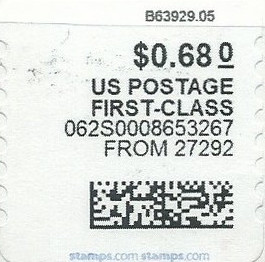 B63929.05
$0.68 0
US POSTAGE
FIRST-CLASS
062S0008653267
FROM 27292
stamps.com stamps.com